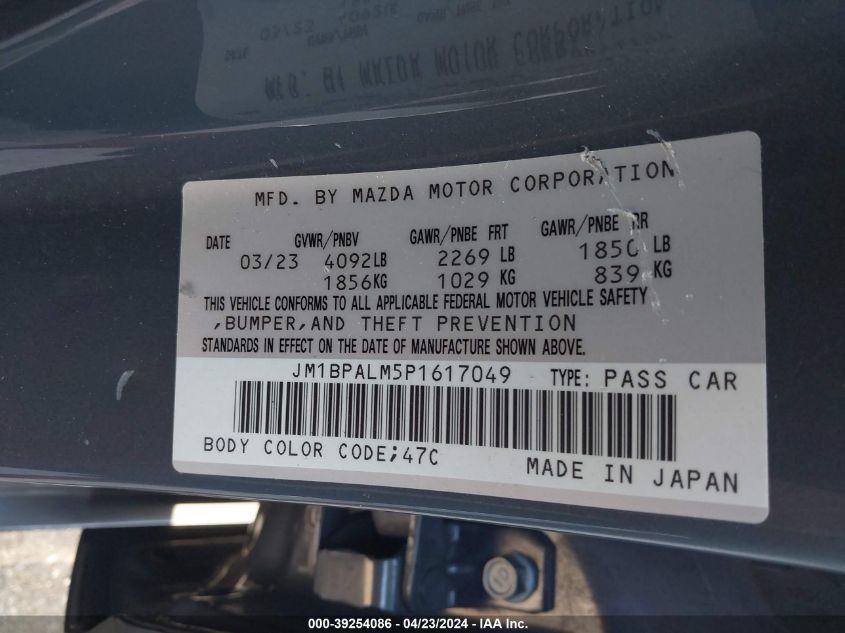 MFD. BY MAZDA MOTOR CORPORATION
DATE GVWR/PNBV GAWR/PNBE FRT GAWR/PNBE RR
03/23 4092LB 2269 LB 1850 LB
1856KG 1029 KG 839 KG
THIS VEHICLE CONFORMS TO ALL APPLICABLE FEDERAL MOTOR VEHICLE SAFETY
,BUMPER,AND THEFT PREVENTION
STANDARDS IN EFFECT ON THE DATE OF MANUFACTURE SHOWN ABOVE.
JM1BPALM5P1617049 TYPE: PASS CAR
BODY COLOR CODE;47C
MADE IN JAPAN
000-39254086 - 04/23/2024 - IAA Inc.